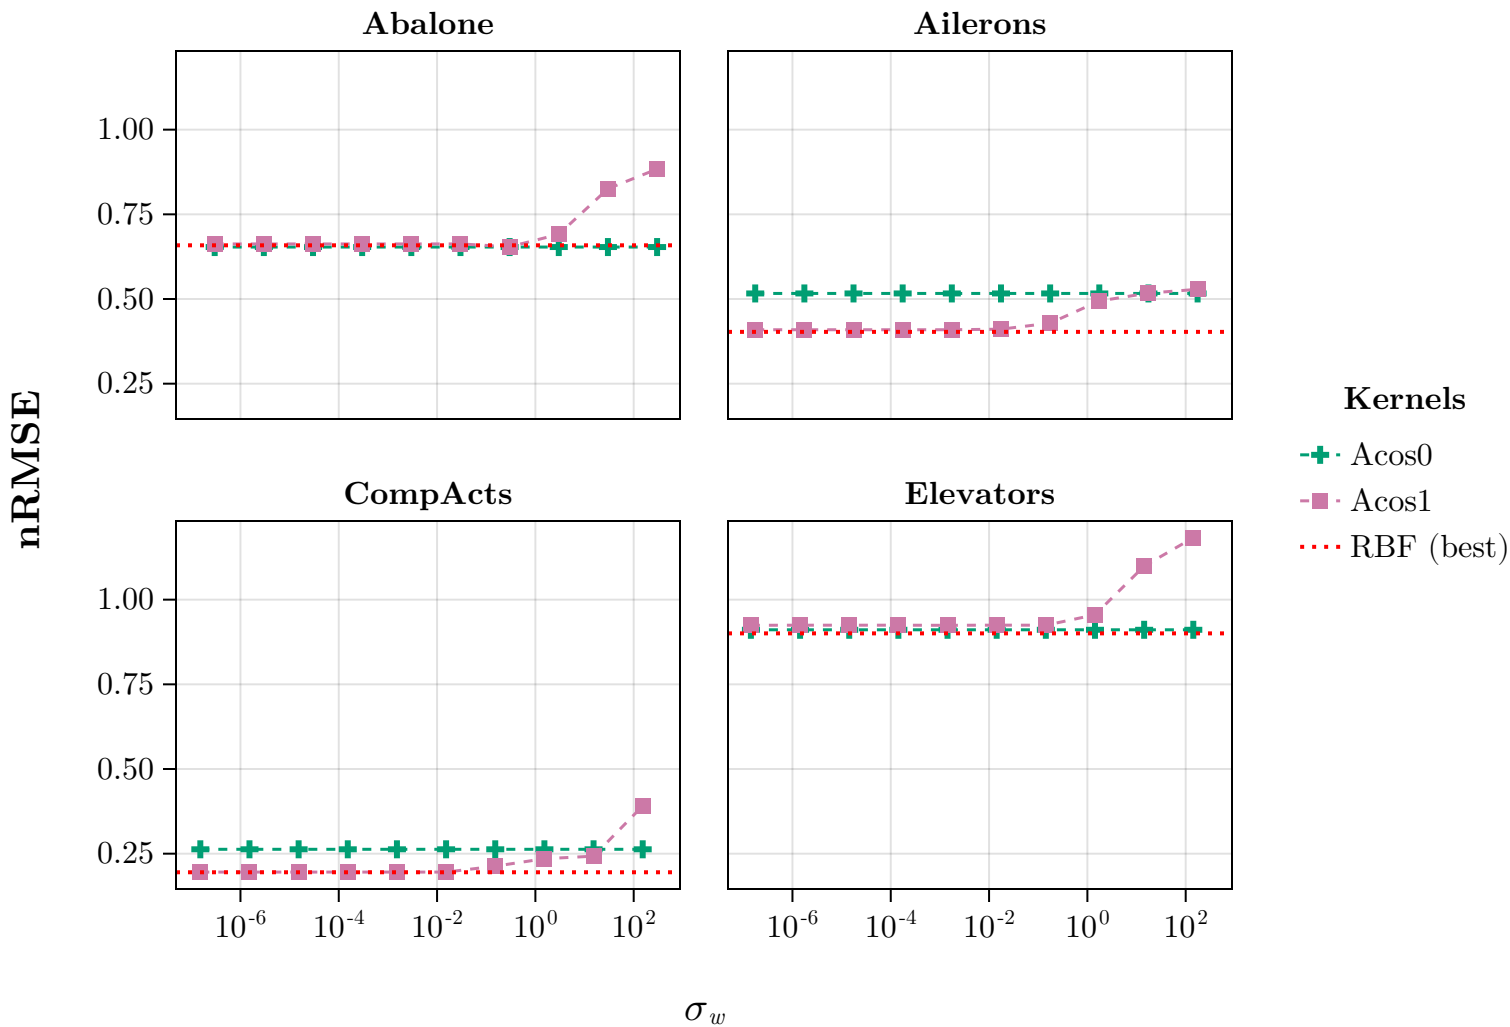 Abalone
Ailerons
1.00
0.75
0.50
0.25
CompActs
Elevators
1.00
0.75
0.50
0.25
10^-6 10^-4 10^-2 10^0 10^2
10^-6 10^-4 10^-2 10^0 10^2
nRMSE
σ_w
Kernels
Acos0
Acos1
RBF (best)